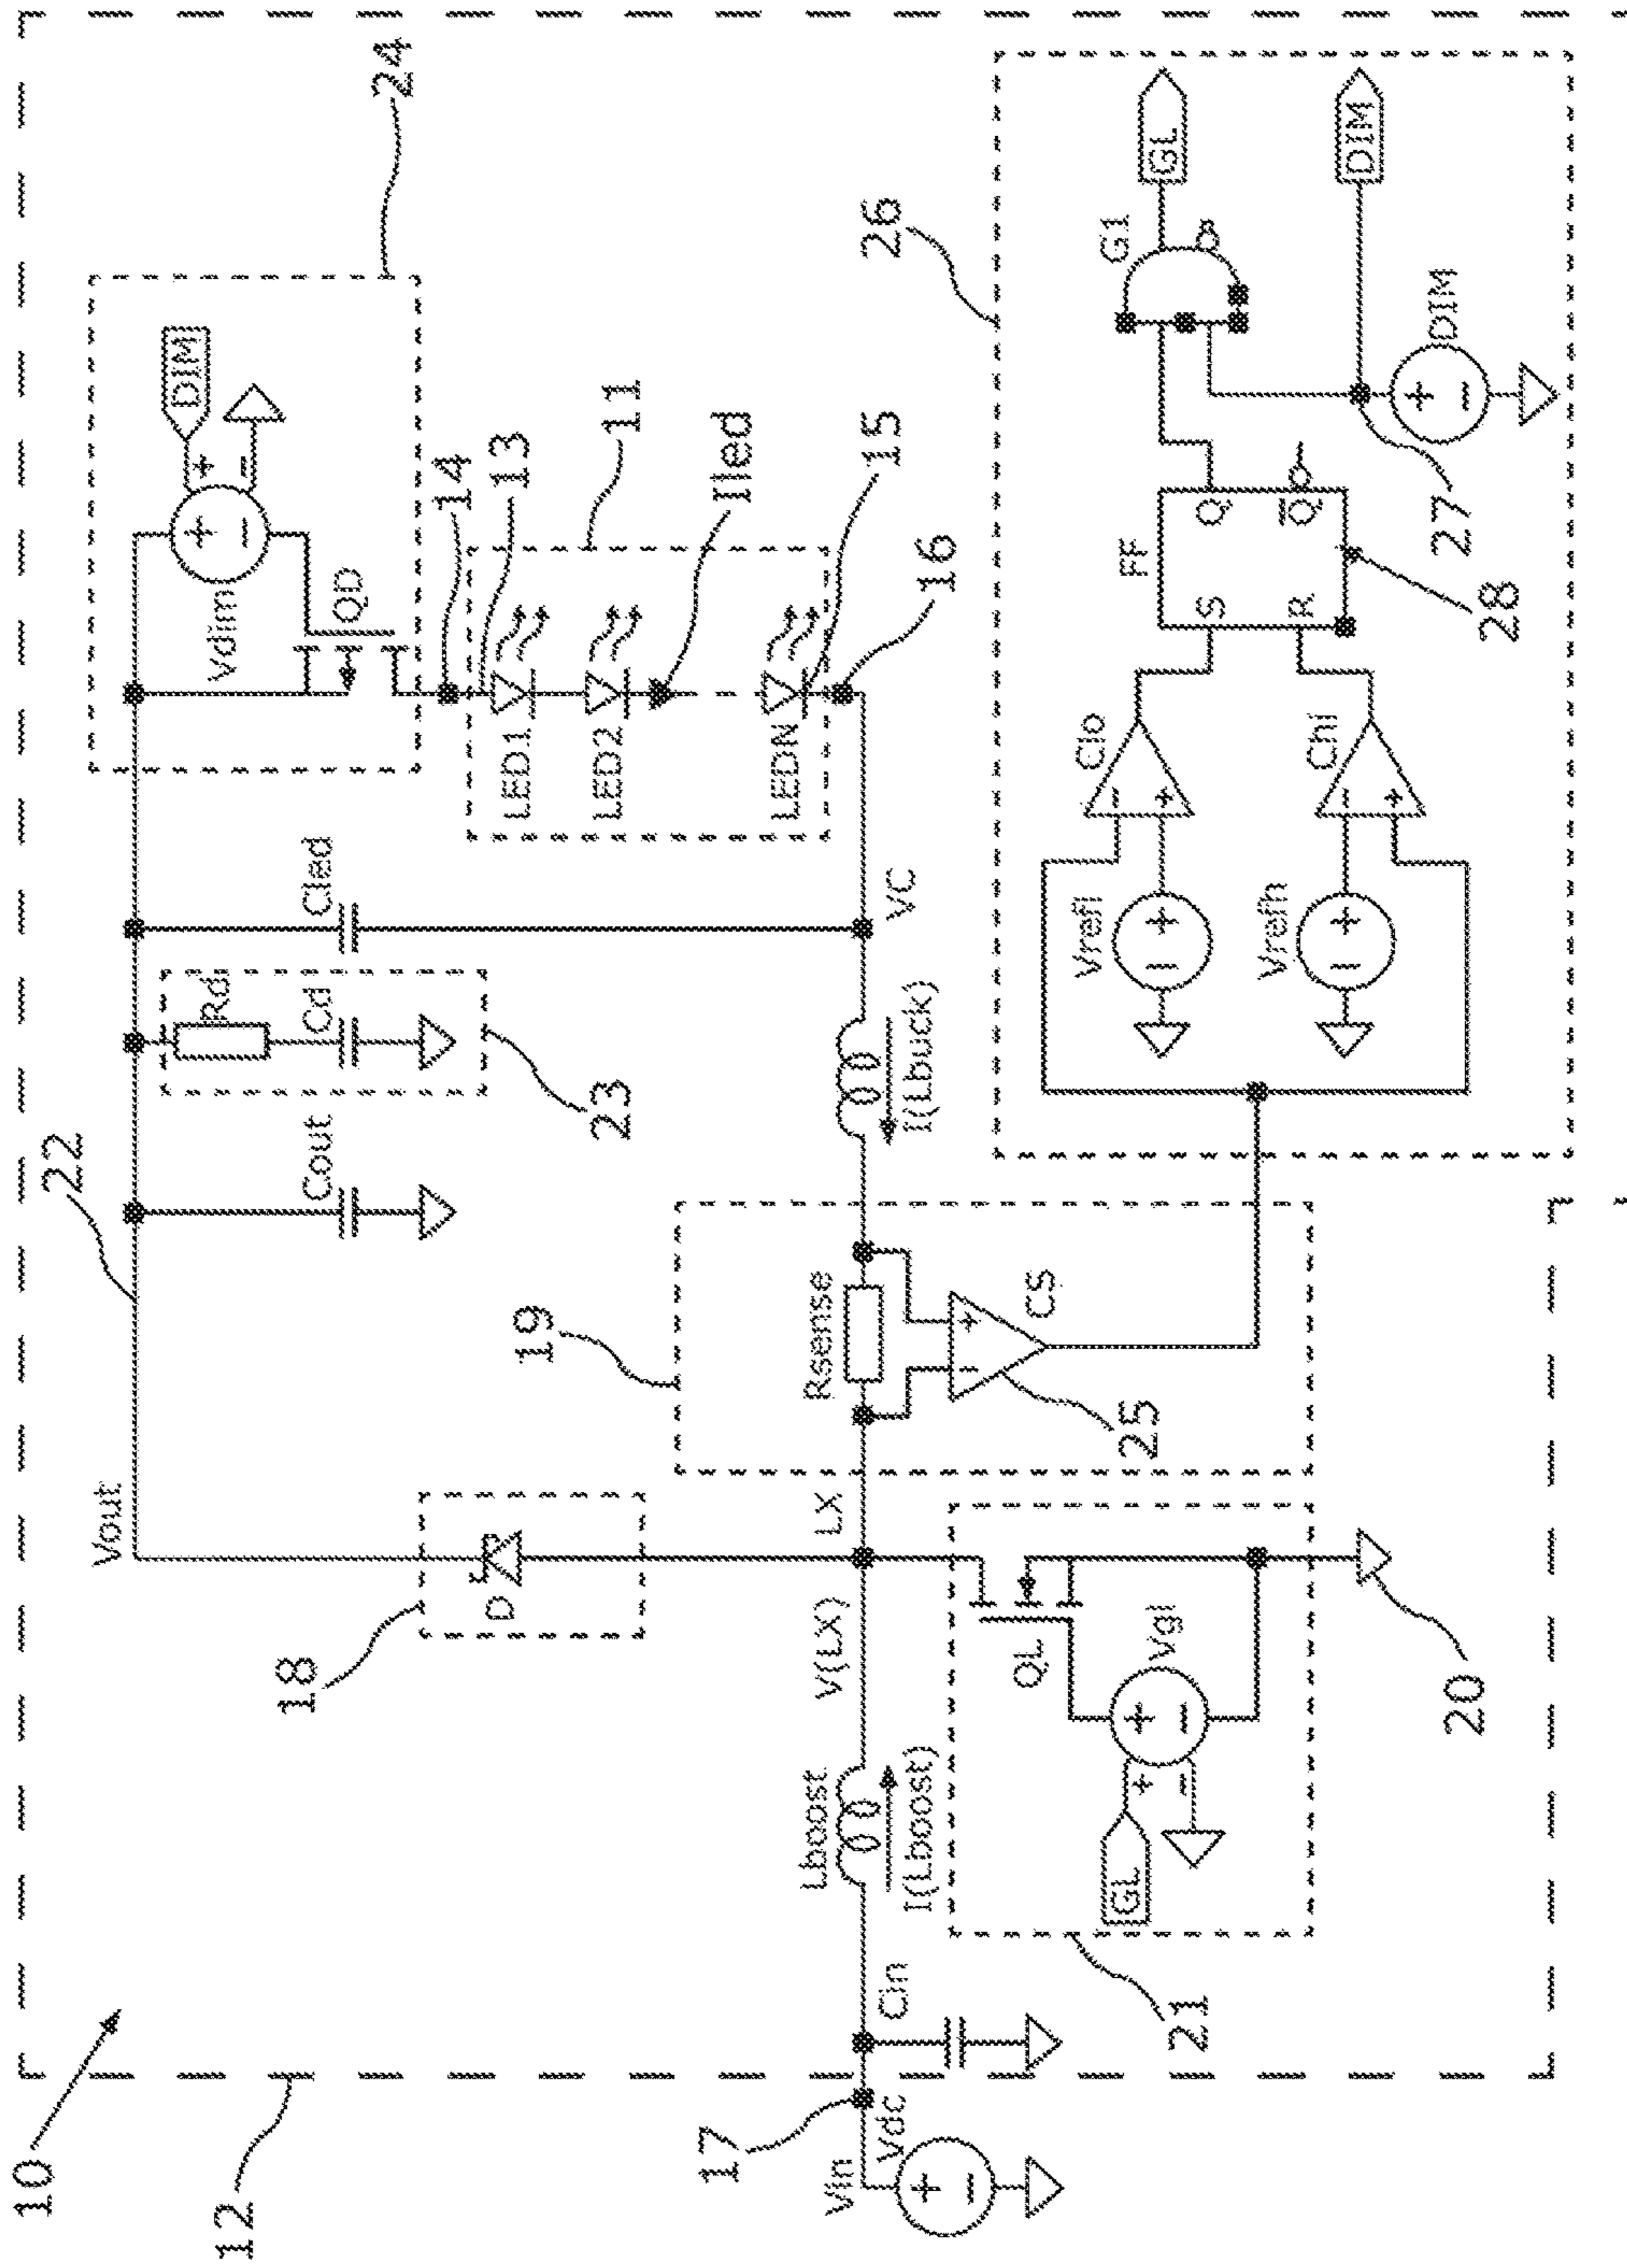 10
12
Vin
Vdc
17
Cin
Lboost
I(Lboost)
V(LX)
LX
18
D
Vout
22
21
GL
+
−
Vgl
+
−
QL
20
19
Rsense
+
−
CS
25
Cout
23
Rd
Cd
Cled
I(Lbuck)
VC
24
DIM
+
−
Vdim
+
−
QD
14
13
11
Iled
15
16
LED1
LED2
LEDN
26
Vrefl
+
−
Vrefh
+
−
Clo
−
+
Chi
−
+
FF
S
R
Q
Q̅
28
27
G1
GL
DIM
DIM
+
−
+
−